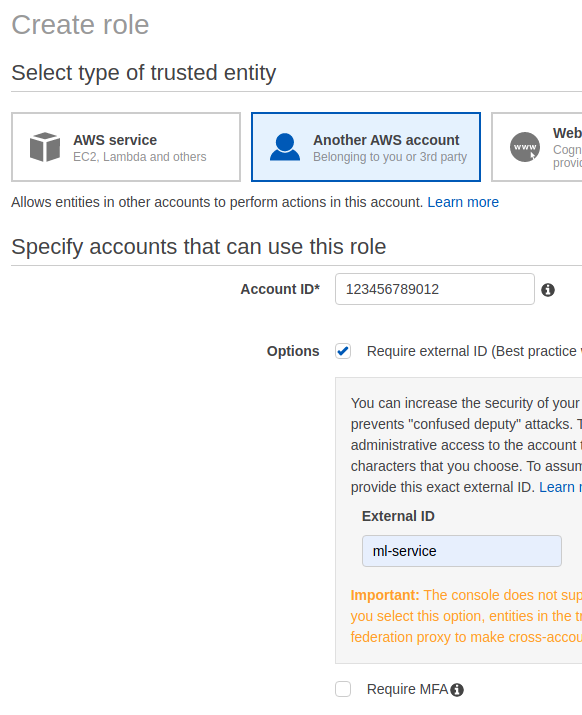 Create role
Select type of trusted entity
AWS service
EC2, Lambda and others
Another AWS account
Belonging to you or 3rd party
www
Web
Cogn
provid
Allows entities in other accounts to perform actions in this account. Learn more
Specify accounts that can use this role
Account ID* 123456789012
Options Require external ID (Best practice
You can increase the security of your
prevents "confused deputy" attacks. T
administrative access to the account
characters that you choose. To assum
provide this exact external ID. Learn
External ID
ml-service
Important: The console does not sup
you select this option, entities in the
federation proxy to make cross-accou
Require MFA